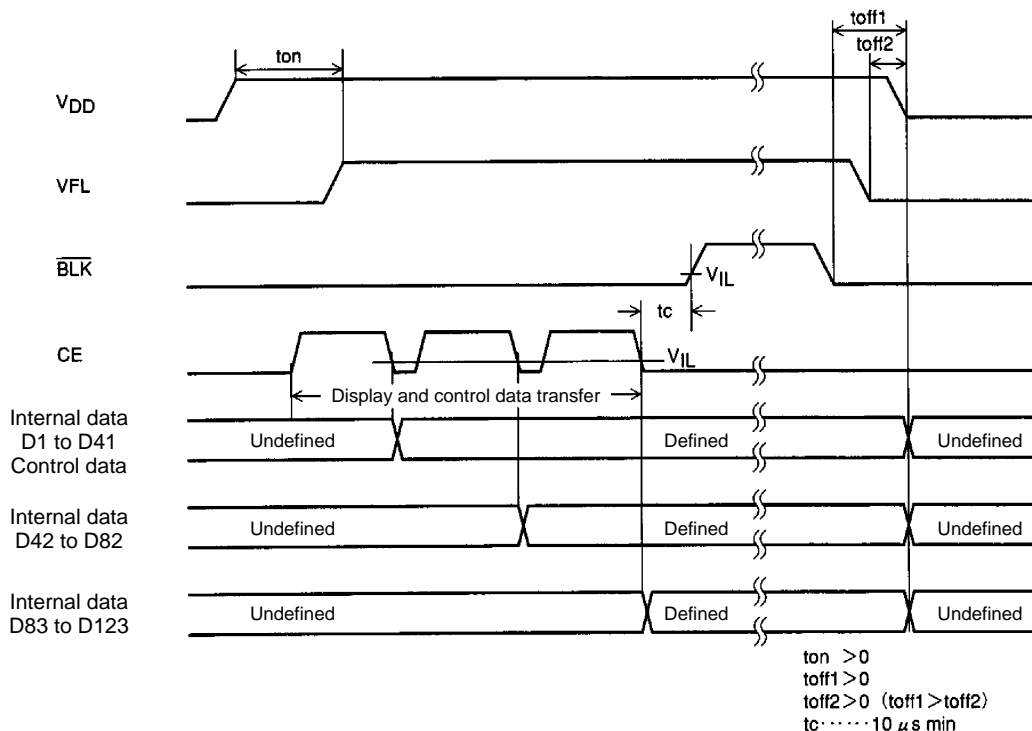 toff1
ton
toff2
VDD
VFL
BLK
VIL
tc
CE
VIL
Display and control data transfer
Internal data
D1 to D41
Control data
Undefined
Defined
Undefined
Internal data
D42 to D82
Undefined
Defined
Undefined
Internal data
D83 to D123
Undefined
Defined
Undefined
ton >0
toff1>0
toff2>0 (toff1>toff2)
tc······10 μs min